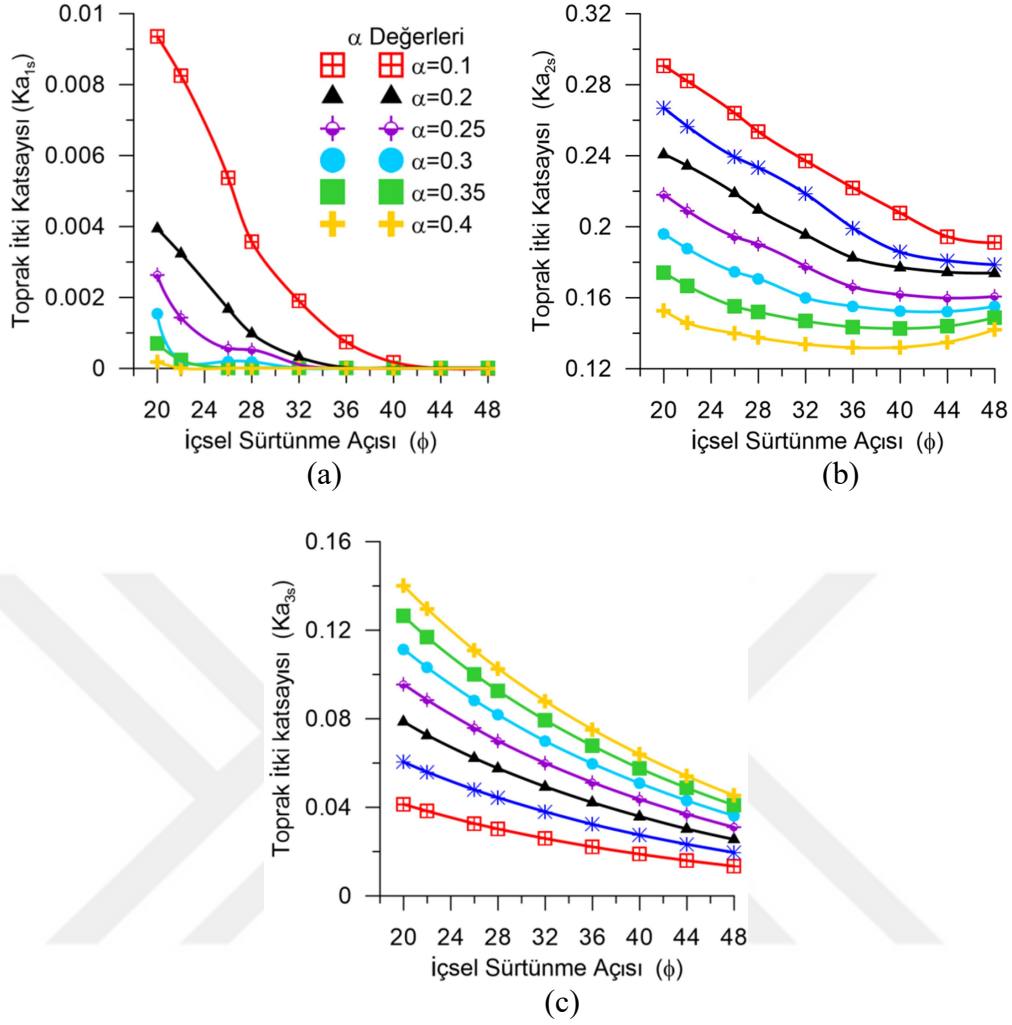 Toprak İtki Katsayısı (Ka1s)
0.01
0.008
0.006
0.004
0.002
0
20 24 28 32 36 40 44 48
İçsel Sürtünme Açısı (ϕ)
(a)
α Değerleri
α=0.1
α=0.2
α=0.25
α=0.3
α=0.35
α=0.4
Toprak İtki Katsayısı (Ka2s)
0.32
0.28
0.24
0.2
0.16
0.12
20 24 28 32 36 40 44 48
İçsel Sürtünme Açısı (ϕ)
(b)
Toprak İtki katsayısı (Ka3s)
0.16
0.12
0.08
0.04
0
20 24 28 32 36 40 44 48
İçsel Sürtünme Açısı (ϕ)
(c)